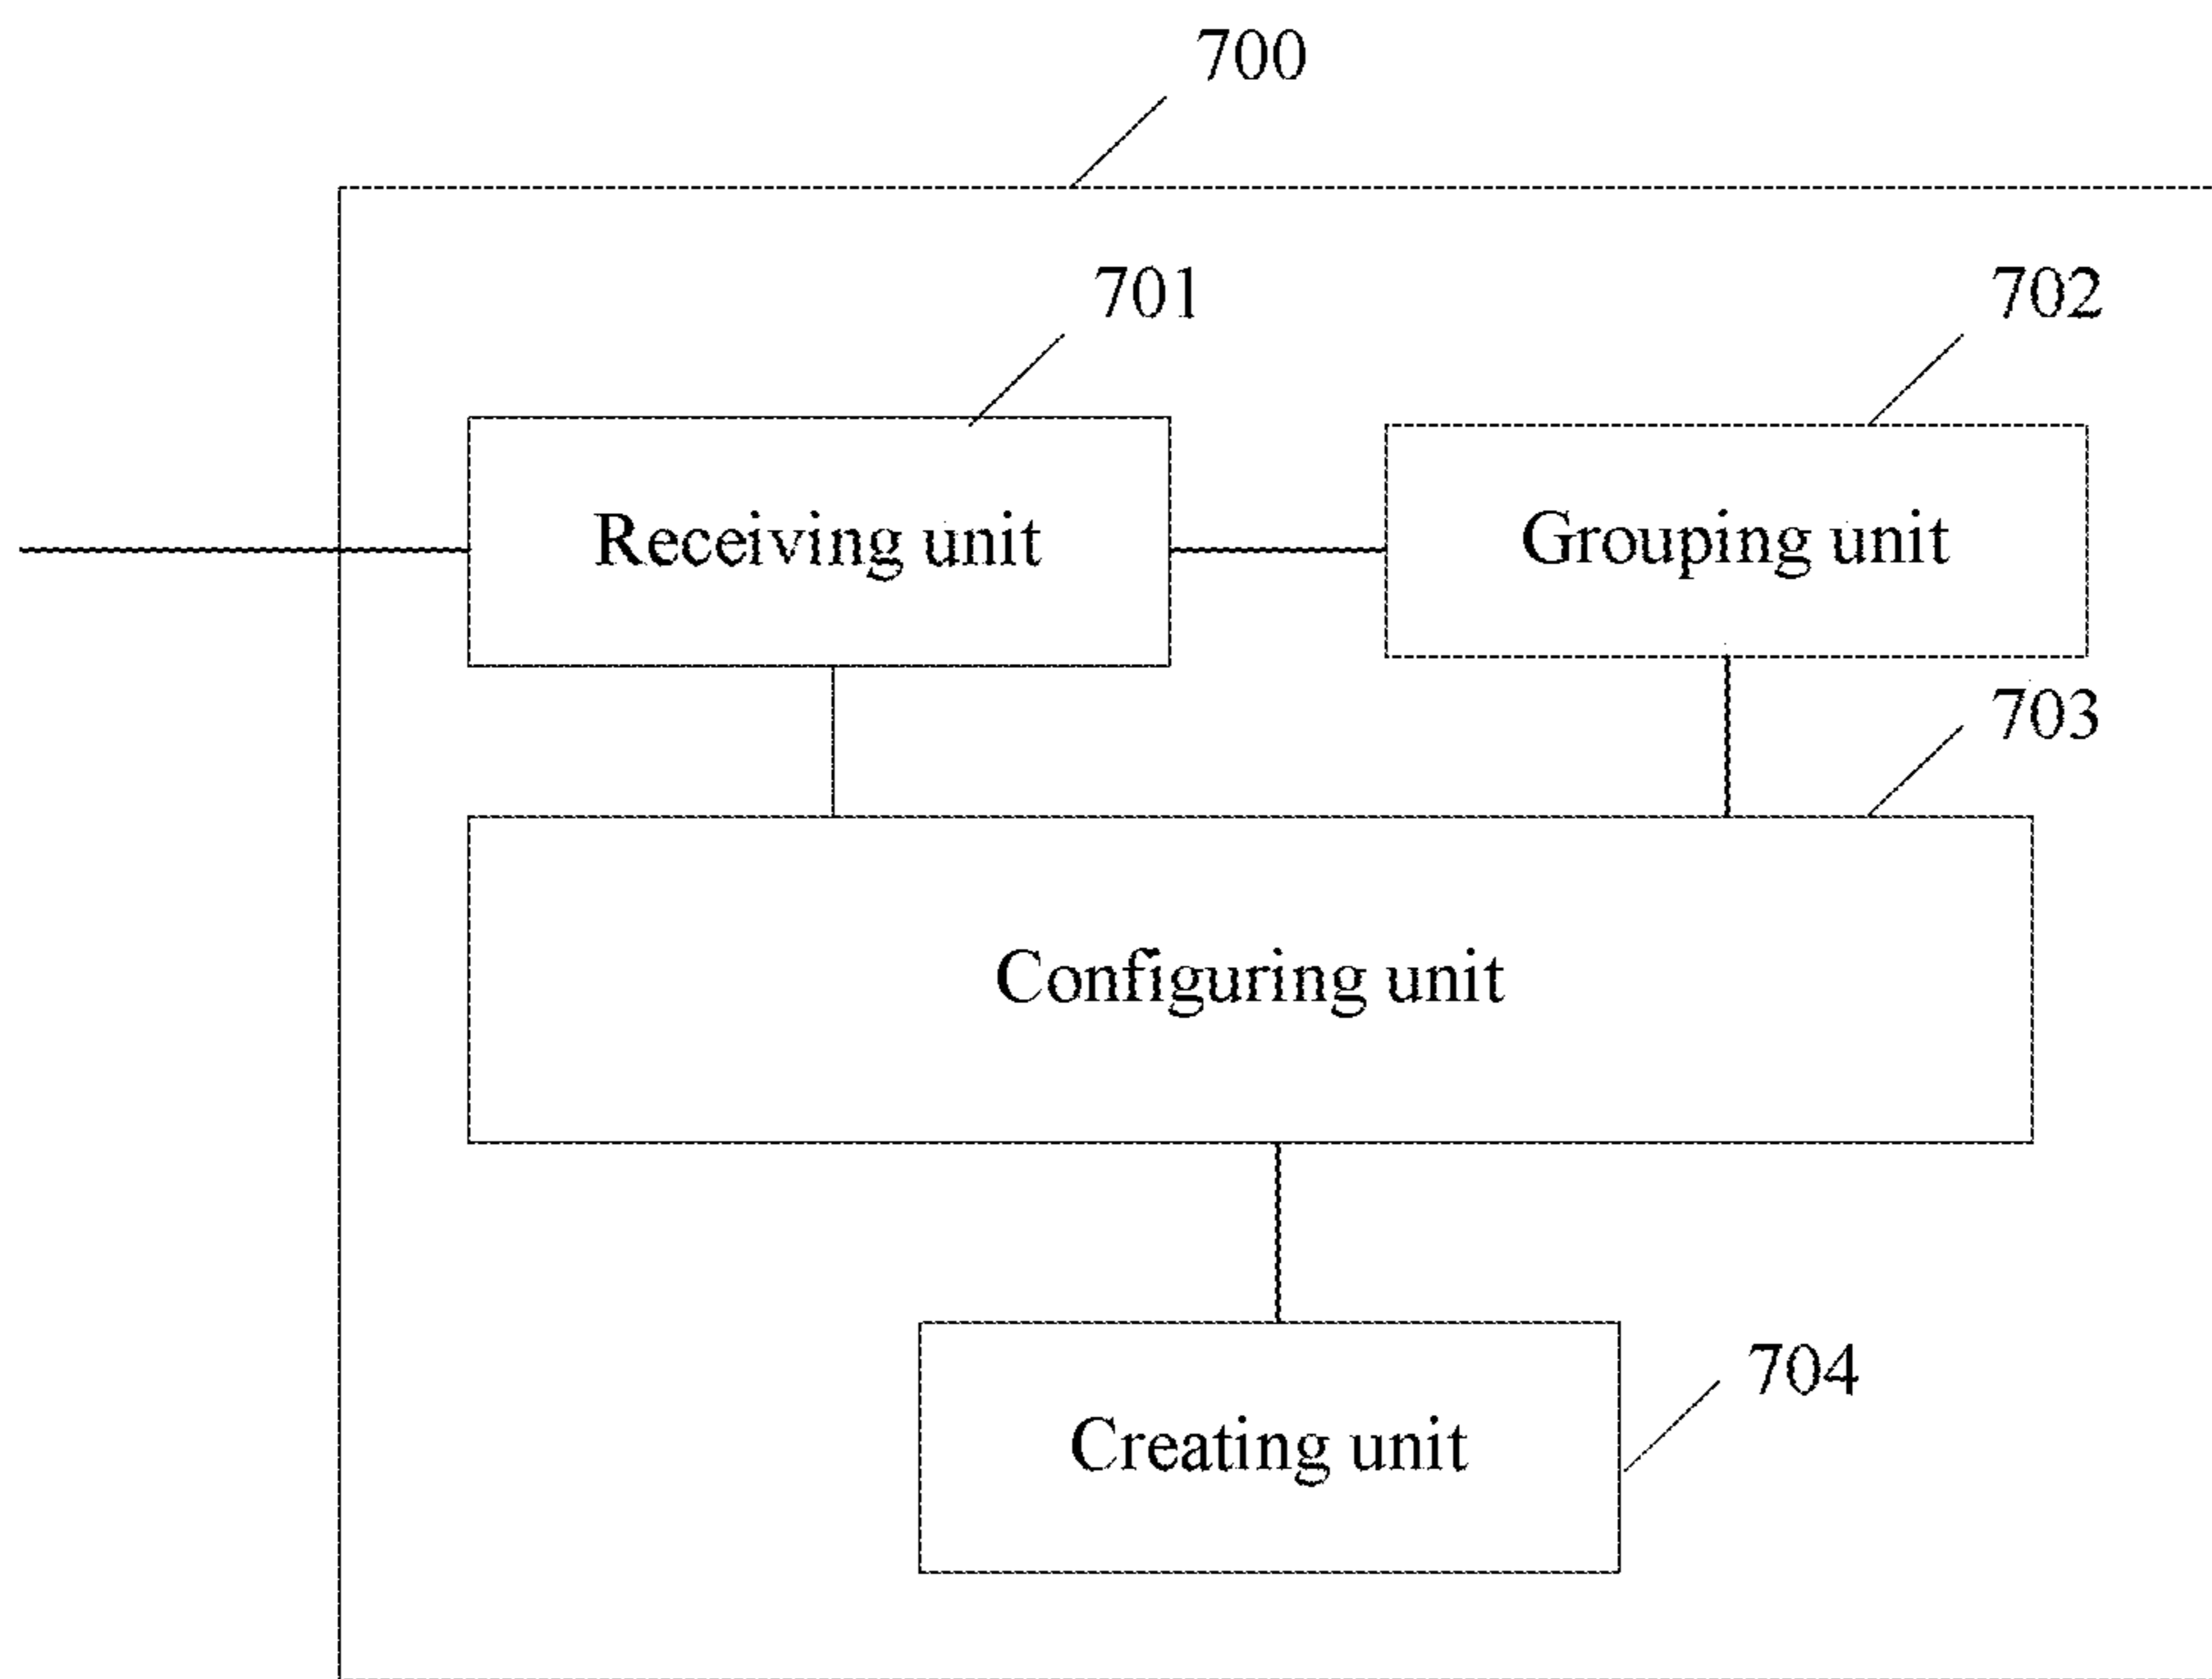 700
701
702
Receiving unit
Grouping unit
703
Configuring unit
704
Creating unit